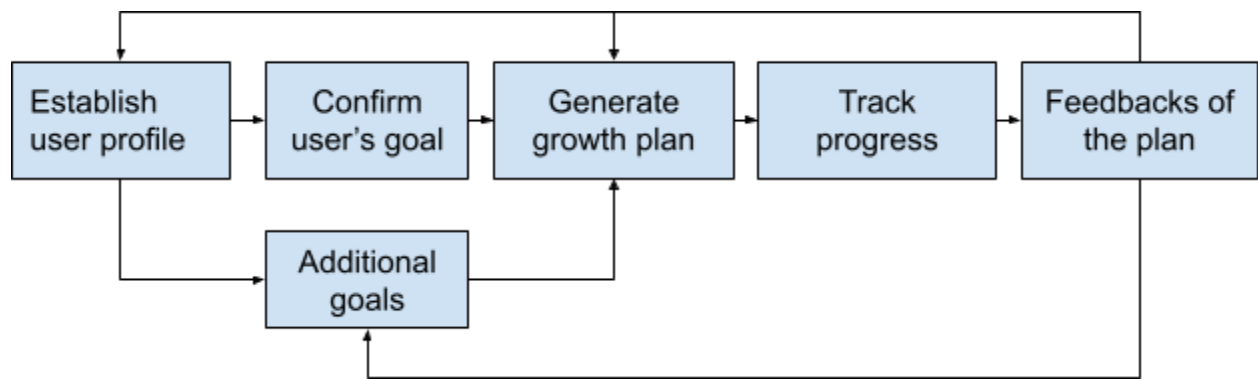 Establish
user profile
Confirm
user’s goal
Generate
growth plan
Track
progress
Feedbacks of
the plan
Additional
goals